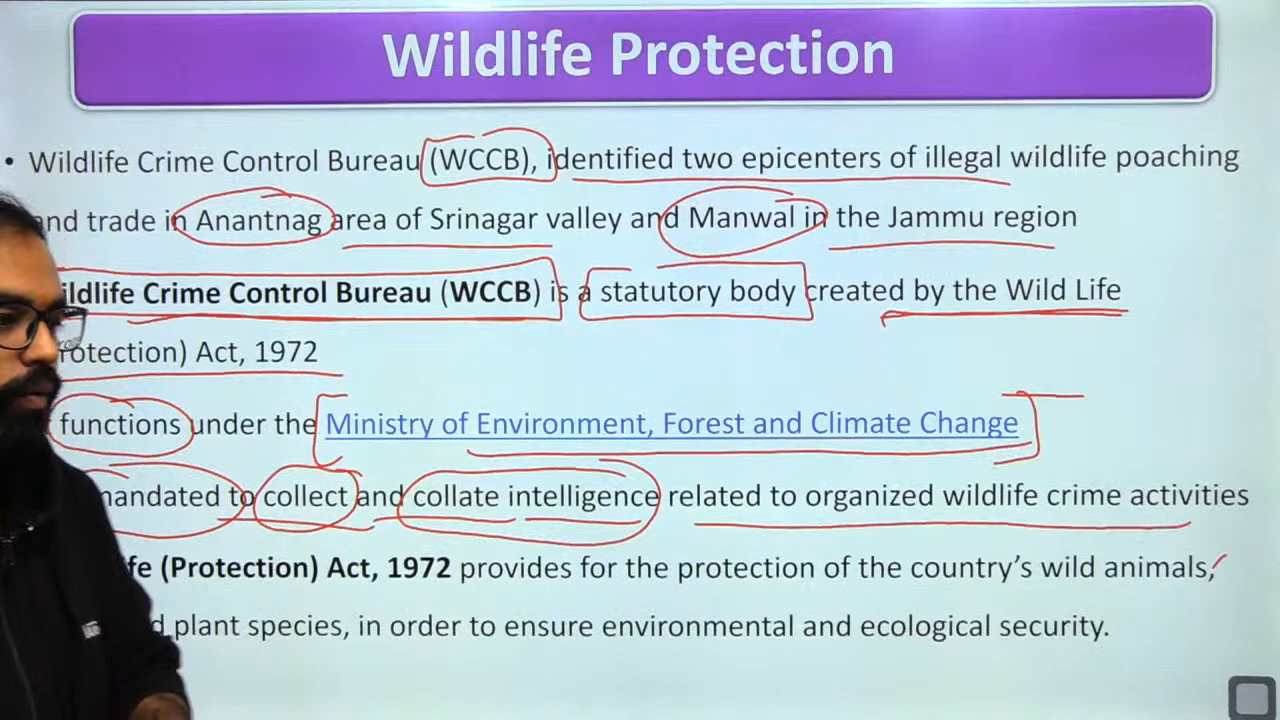 Wildlife Protection
• Wildlife Crime Control Bureau (WCCB), identified two epicenters of illegal wildlife poaching
nd trade in Anantnag area of Srinagar valley and Manwal in the Jammu region
ildlife Crime Control Bureau (WCCB) is a statutory body created by the Wild Life
rotection) Act, 1972
functions under the Ministry of Environment, Forest and Climate Change
mandated to collect and collate intelligence related to organized wildlife crime activities
fe (Protection) Act, 1972 provides for the protection of the country's wild animals,
d plant species, in order to ensure environmental and ecological security.